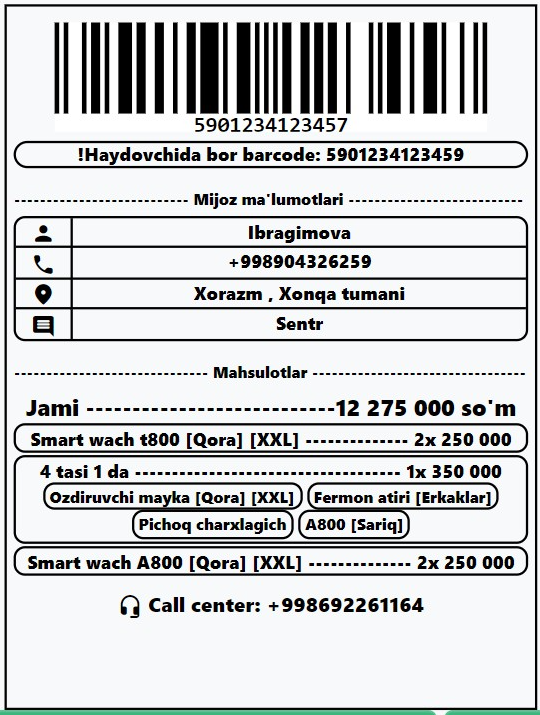 5901234123457
!Haydovchida bor barcode: 5901234123459
------------------------- Mijoz ma'lumotlari -------------------------
Ibragimova
+998904326259
Xorazm , Xonqa tumani
Sentr
---------------------------- Mahsulotlar ------------------------------
Jami -------------------------12 275 000 so'm
Smart wach t800 [Qora] [XXL] ------------- 2x 250 000
4 tasi 1 da ---------------------------------- 1x 350 000
Ozdiruvchi mayka [Qora] [XXL] Fermon atiri [Erkaklar]
Pichoq charxlagich A800 [Sariq]
Smart wach A800 [Qora] [XXL] ------------- 2x 250 000
Call center: +998692261164